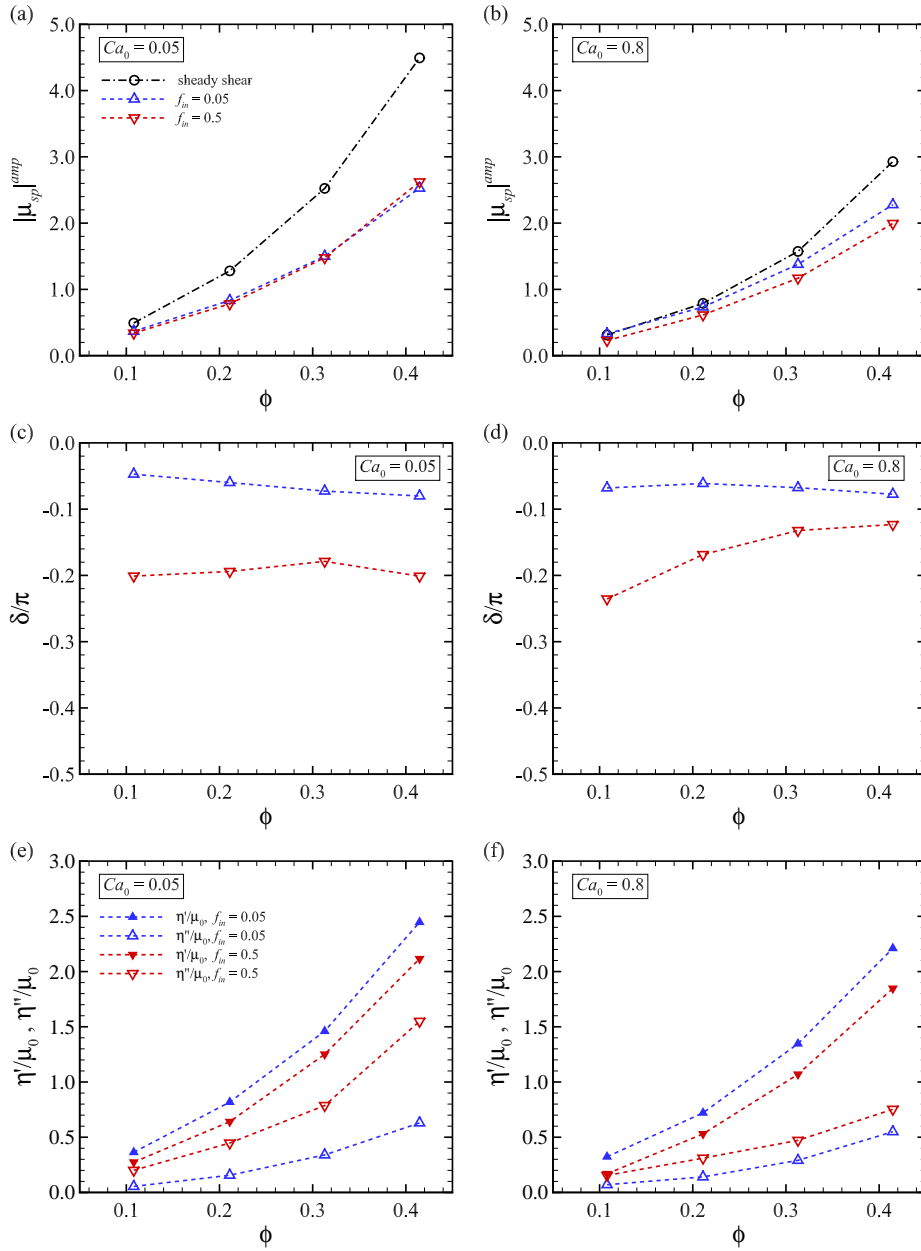 (a)
Ca₀ = 0.05
sheady shear
f_in = 0.05
f_in = 0.5
|μ_sp|^amp
5.0
4.0
3.0
2.0
1.0
0.0
0.1 0.2 0.3 0.4
ϕ
(b)
Ca₀ = 0.8
|μ_sp|^amp
5.0
4.0
3.0
2.0
1.0
0.0
0.1 0.2 0.3 0.4
ϕ
(c)
Ca₀ = 0.05
δ/π
0.0
-0.1
-0.2
-0.3
-0.4
-0.5
0.1 0.2 0.3 0.4
ϕ
(d)
Ca₀ = 0.8
δ/π
0.0
-0.1
-0.2
-0.3
-0.4
-0.5
0.1 0.2 0.3 0.4
ϕ
(e)
Ca₀ = 0.05
η'/μ₀, f_in = 0.05
η''/μ₀, f_in = 0.05
η'/μ₀, f_in = 0.5
η''/μ₀, f_in = 0.5
η'/μ₀ , η''/μ₀
3.0
2.5
2.0
1.5
1.0
0.5
0.0
0.1 0.2 0.3 0.4
ϕ
(f)
Ca₀ = 0.8
η'/μ₀ , η''/μ₀
3.0
2.5
2.0
1.5
1.0
0.5
0.0
0.1 0.2 0.3 0.4
ϕ